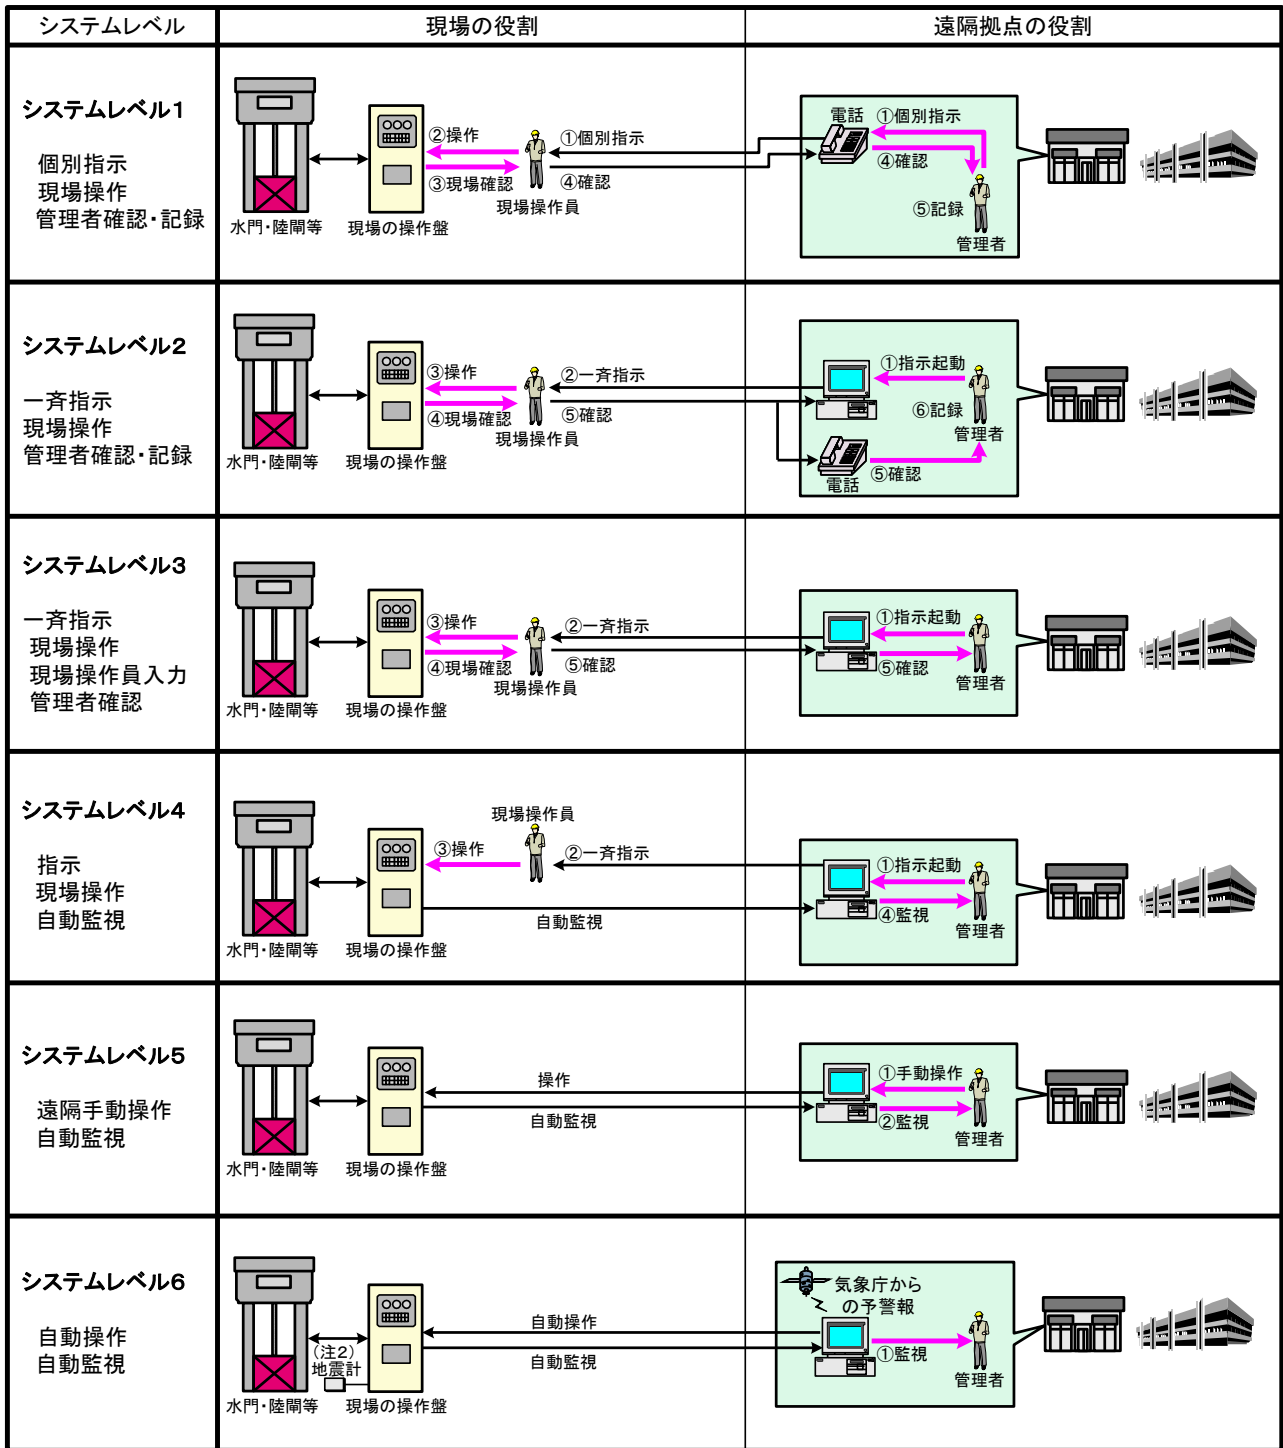 システムレベル
現場の役割
遠隔拠点の役割
システムレベル1
個別指示
現場操作
管理者確認・記録
水門・陸閘等
現場の操作盤
②操作
③現場確認
現場操作員
①個別指示
④確認
電話
①個別指示
④確認
⑤記録
管理者
システムレベル2
一斉指示
現場操作
管理者確認・記録
水門・陸閘等
現場の操作盤
③操作
④現場確認
現場操作員
②一斉指示
⑤確認
①指示起動
⑥記録
管理者
⑤確認
電話
システムレベル3
一斉指示
現場操作
現場操作員入力
管理者確認
水門・陸閘等
現場の操作盤
③操作
④現場確認
現場操作員
②一斉指示
⑤確認
①指示起動
⑤確認
管理者
システムレベル4
指示
現場操作
自動監視
水門・陸閘等
現場の操作盤
現場操作員
③操作
②一斉指示
自動監視
①指示起動
④監視
管理者
システムレベル5
遠隔手動操作
自動監視
水門・陸閘等
現場の操作盤
操作
自動監視
①手動操作
②監視
管理者
システムレベル6
自動操作
自動監視
(注2)
地震計
水門・陸閘等
現場の操作盤
自動操作
自動監視
気象庁から
の予警報
①監視
管理者